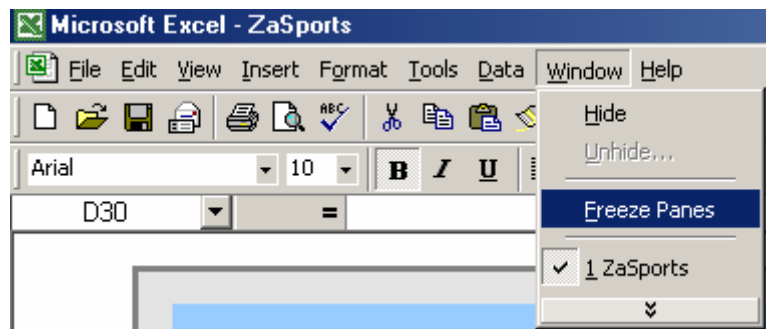 Microsoft Excel - ZaSports
File Edit View Insert Format Tools Data Window Help
ABC
Hide
Unhide...
Arial 10 B I U
D30 =
Freeze Panes
1 ZaSports